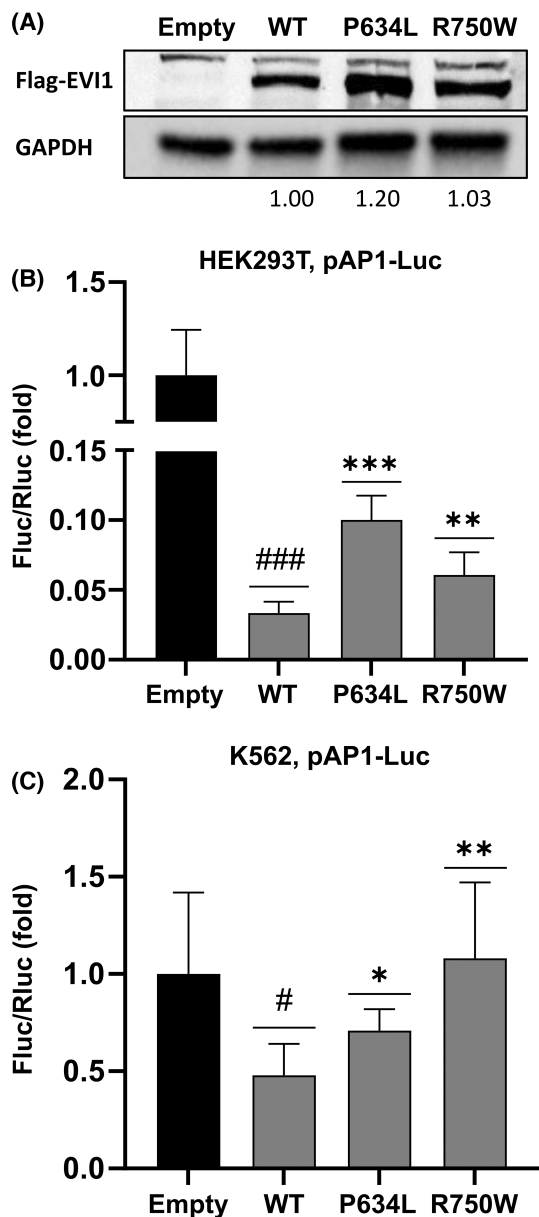 (A) Empty WT P634L R750W
Flag-EVI1
GAPDH
1.00 1.20 1.03
HEK293T, pAP1-Luc
(B)
Fluc/Rluc (fold)
1.5
1.0
0.15
0.10
0.05
0.00
###
***
**
Empty WT P634L R750W
K562, pAP1-Luc
(C)
Fluc/Rluc (fold)
2.0
1.5
1.0
0.5
0.0
#
*
**
Empty WT P634L R750W